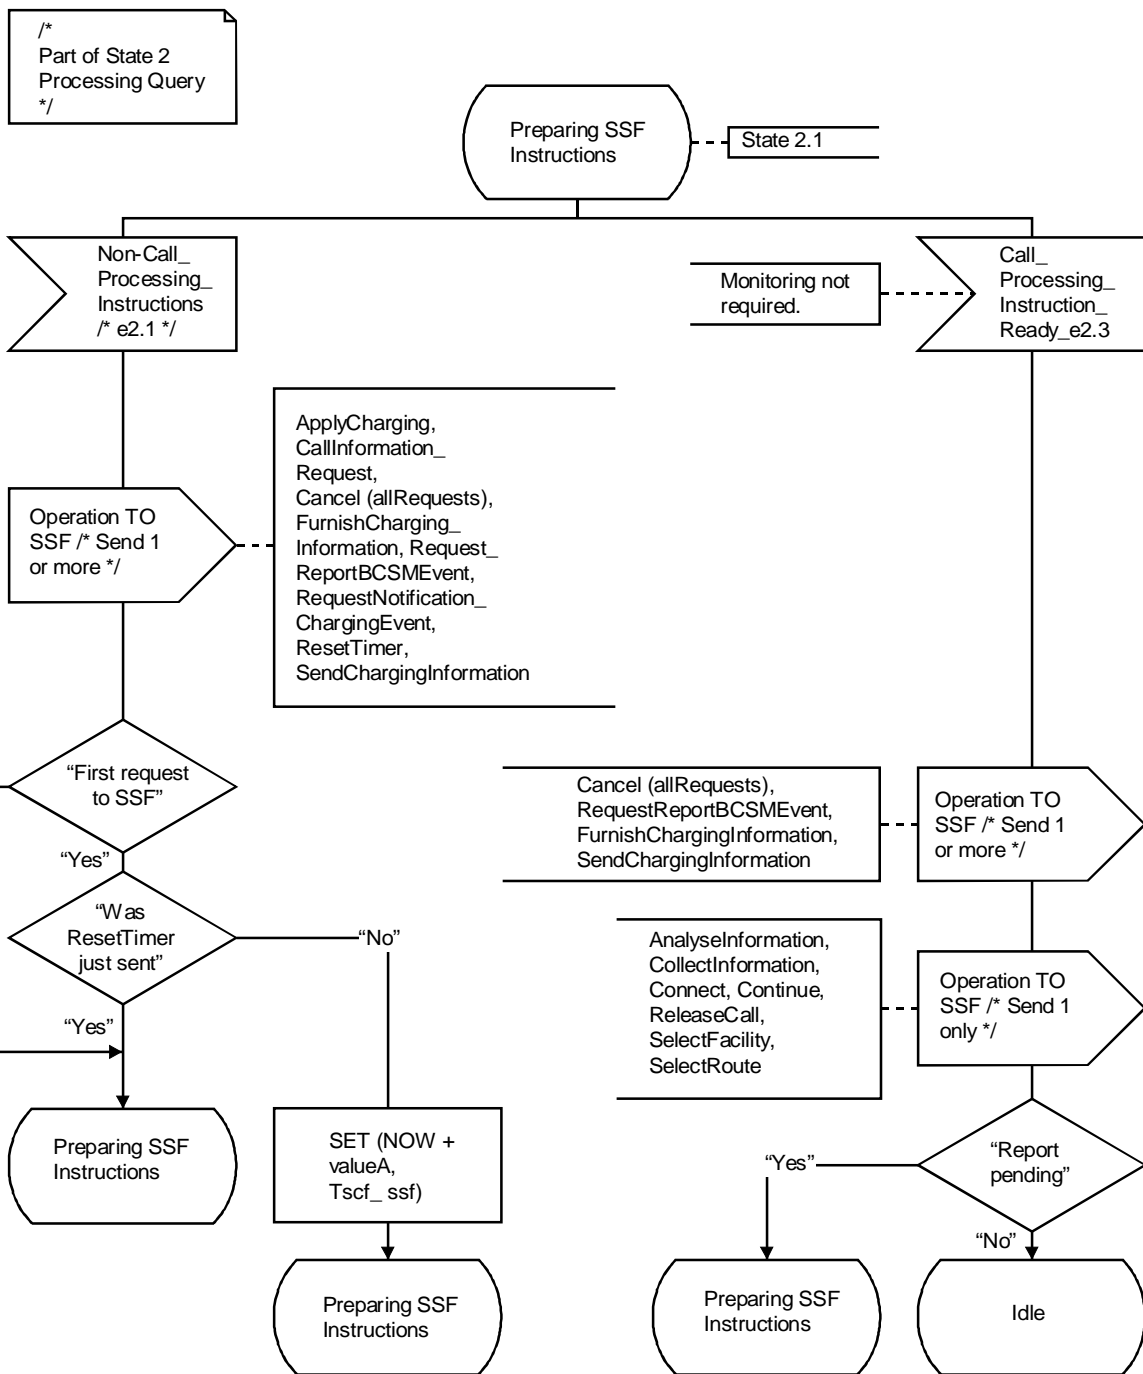 /*
Part of State 2
Processing Query
*/
Preparing SSF
Instructions
State 2.1
Non-Call_
Processing_
Instructions
/* e2.1 */
Monitoring not
required.
Call_
Processing_
Instruction_
Ready_e2.3
ApplyCharging,
CallInformation_
Request,
Cancel (allRequests),
FurnishCharging_
Information, Request_
ReportBCSMEvent,
RequestNotification_
ChargingEvent,
ResetTimer,
SendChargingInformation
Operation TO
SSF /* Send 1
or more */
“First request
to SSF”
“Yes”
Cancel (allRequests),
RequestReportBCSMEvent,
FurnishChargingInformation,
SendChargingInformation
Operation TO
SSF /* Send 1
or more */
“Was
ResetTimer
just sent”
“No”
“Yes”
AnalyseInformation,
CollectInformation,
Connect, Continue,
ReleaseCall,
SelectFacility,
SelectRoute
Operation TO
SSF /* Send 1
only */
Preparing SSF
Instructions
SET (NOW +
valueA,
Tscf_ ssf)
“Yes”
“Report
pending”
“No”
Preparing SSF
Instructions
Preparing SSF
Instructions
Idle